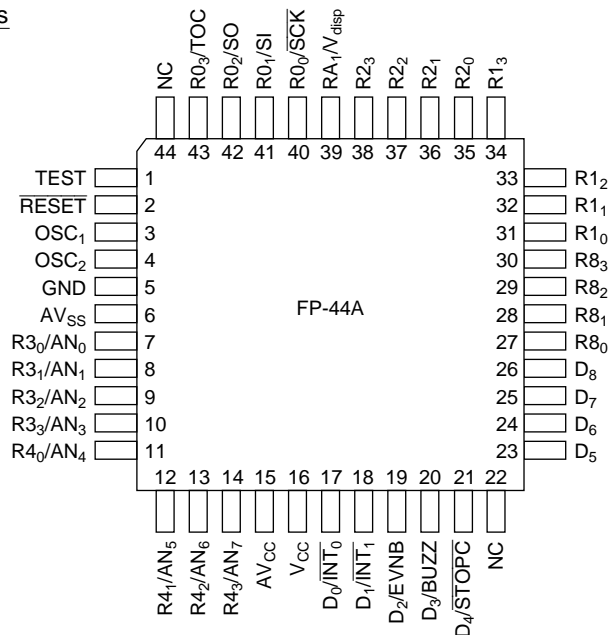 s
NC
R0₃/TOC
R0₂/SO
R0₁/SI
R0₀/S̅C̅K̅
RA₁/V_disp
R2₃
R2₂
R2₁
R2₀
R1₃
44 43 42 41 40 39 38 37 36 35 34
TEST 1
R̅E̅S̅E̅T̅ 2
OSC₁ 3
OSC₂ 4
GND 5
AV_SS 6
R3₀/AN₀ 7
R3₁/AN₁ 8
R3₂/AN₂ 9
R3₃/AN₃ 10
R4₀/AN₄ 11
FP-44A
33 R1₂
32 R1₁
31 R1₀
30 R8₃
29 R8₂
28 R8₁
27 R8₀
26 D₈
25 D₇
24 D₆
23 D₅
12 13 14 15 16 17 18 19 20 21 22
R4₁/AN₅
R4₂/AN₆
R4₃/AN₇
AV_CC
V_CC
D₀/I̅N̅T̅₀
D₁/I̅N̅T̅₁
D₂/EVNB
D₃/BUZZ
D₄/S̅T̅O̅P̅C̅
NC